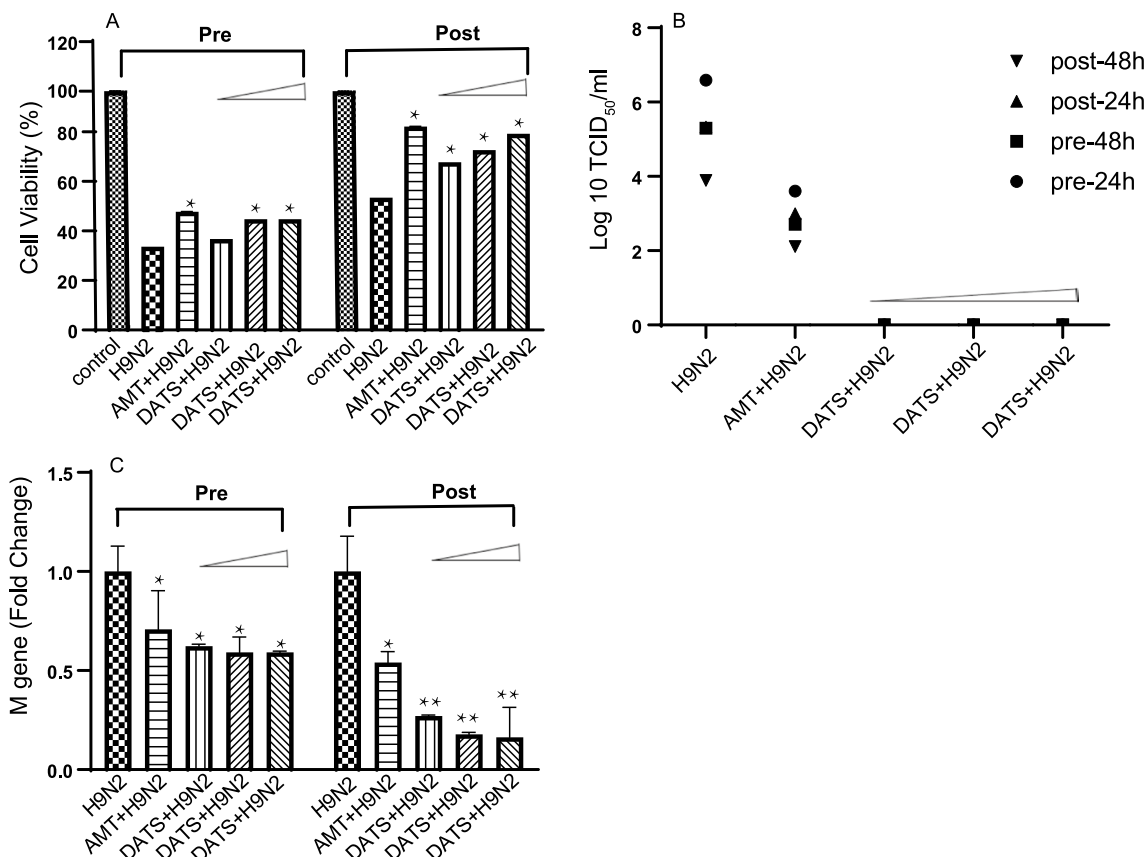 A
Cell Viability (%)
120
100
80
60
40
20
0
Pre
Post
*
*
*
*
*
*
*
control
H9N2
AMT+H9N2
DATS+H9N2
DATS+H9N2
DATS+H9N2
control
H9N2
AMT+H9N2
DATS+H9N2
DATS+H9N2
DATS+H9N2
B
Log 10 TCID50/ml
8
6
4
2
0
post-48h
post-24h
pre-48h
pre-24h
H9N2
AMT+H9N2
DATS+H9N2
DATS+H9N2
DATS+H9N2
C
M gene (Fold Change)
1.5
1.0
0.5
0.0
Pre
Post
*
*
*
*
*
**
**
**
H9N2
AMT+H9N2
DATS+H9N2
DATS+H9N2
DATS+H9N2
H9N2
AMT+H9N2
DATS+H9N2
DATS+H9N2
DATS+H9N2